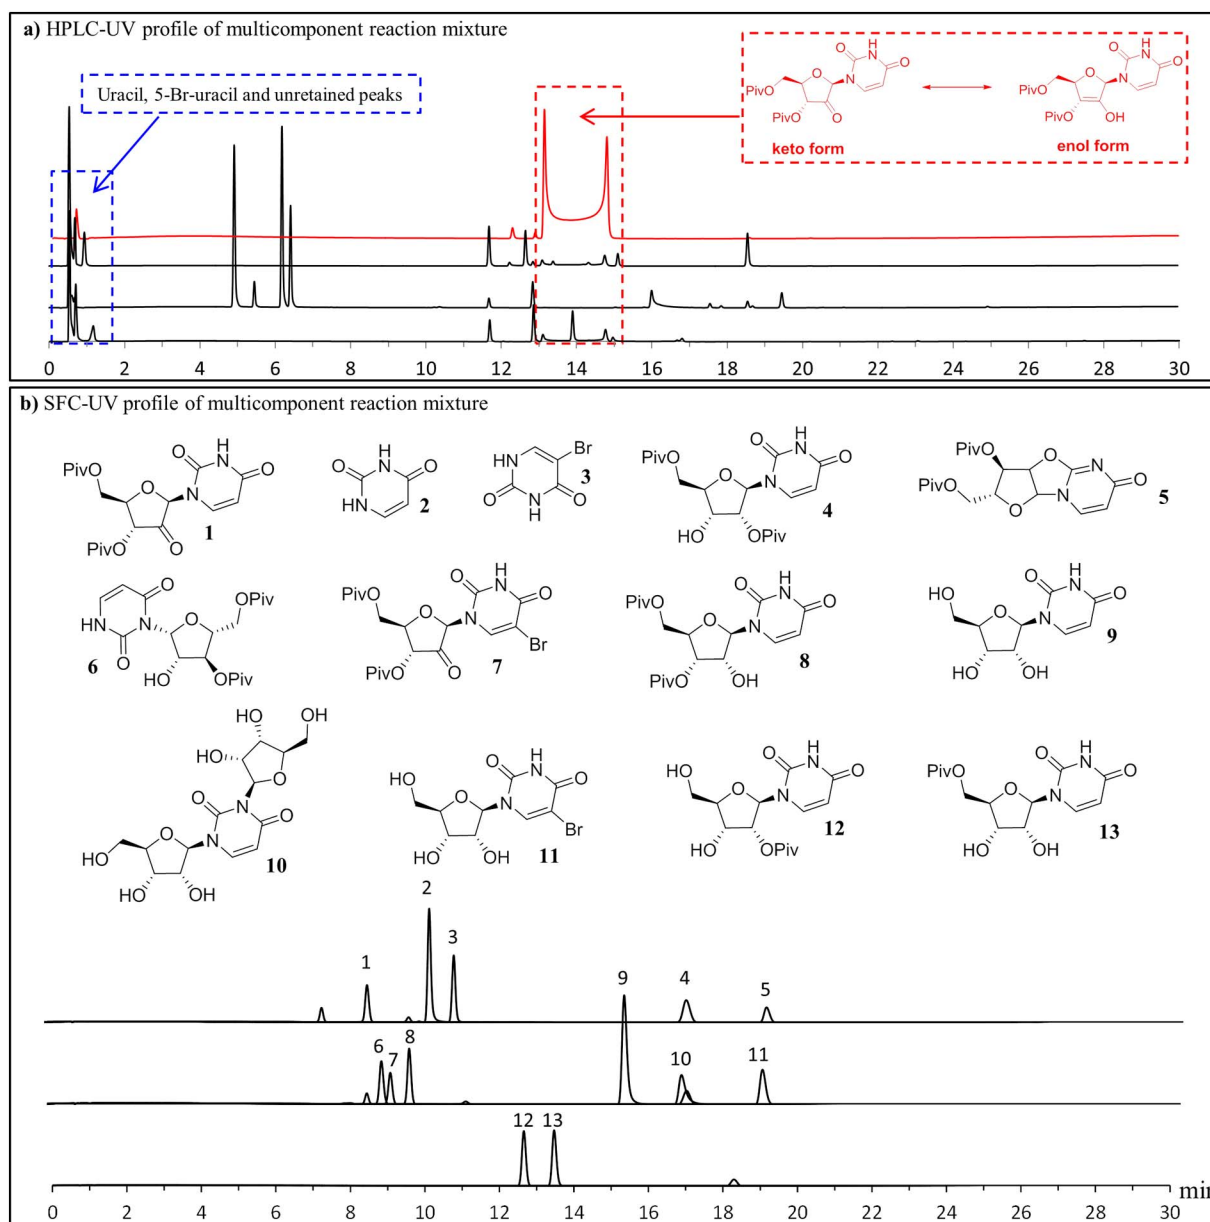 a) HPLC-UV profile of multicomponent reaction mixture
Uracil, 5-Br-uracil and unretained peaks
O
NH
O
O
N
PivO
PivO
O
keto form
O
NH
O
O
N
PivO
PivO
OH
enol form
0 2 4 6 8 10 12 14 16 18 20 22 24 26 28 30
b) SFC-UV profile of multicomponent reaction mixture
PivO
O
H
N
O
O
N
PivO
O
1
H
N
O
O
HN
2
HN
Br
O
N
H
O
3
PivO
O
H
N
O
O
N
HO
OPiv
4
PivO
O
N
O
PivO
O
N
5
O
HN
N
O
O
OPiv
HO
OPiv
6
PivO
O
H
N
O
O
N
Br
PivO
O
7
PivO
O
H
N
O
O
N
PivO
OH
8
HO
O
H
N
O
O
N
HO
OH
9
HO
OH
HO
O
O
N
O
O
N
HO
HO
OH
10
HO
O
H
N
O
O
N
Br
HO
OH
11
HO
O
H
N
O
O
N
HO
OPiv
12
PivO
O
H
N
O
O
N
HO
OH
13
1 2 3 4 5
6 7 8 9 10 11
12 13
0 2 4 6 8 10 12 14 16 18 20 22 24 26 28 30
min